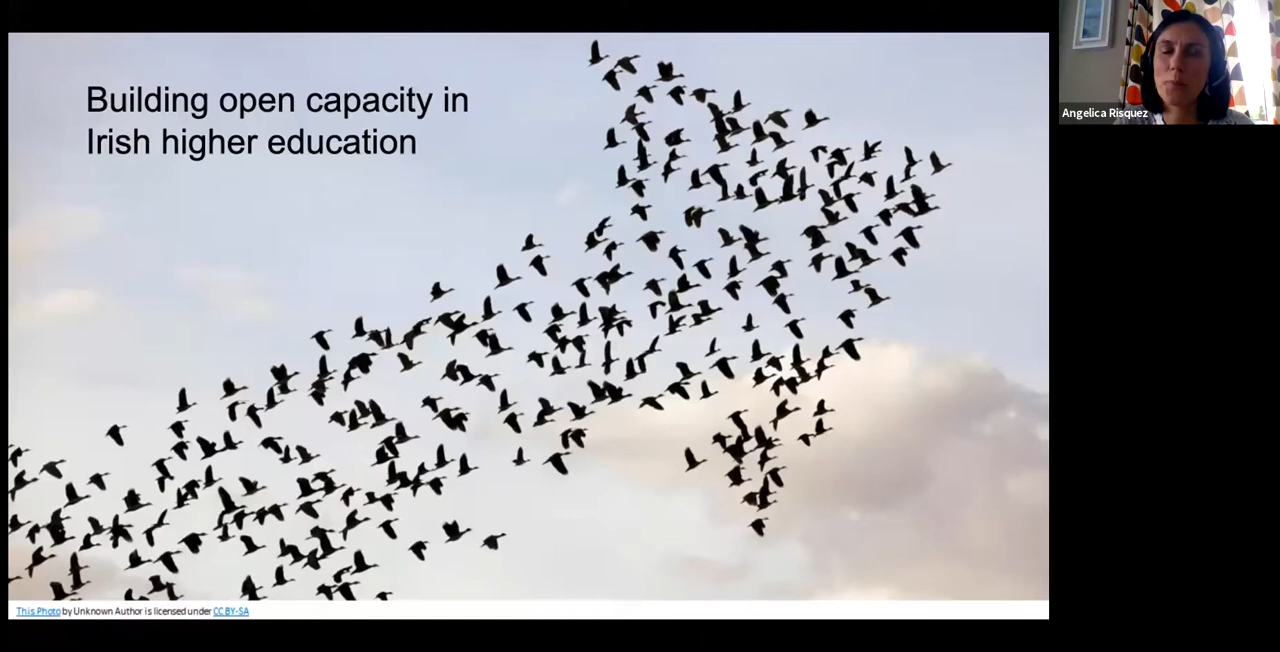 Building open capacity in
Irish higher education
Angelica Risquez
This Photo by Unknown Author is licensed under CC BY-SA